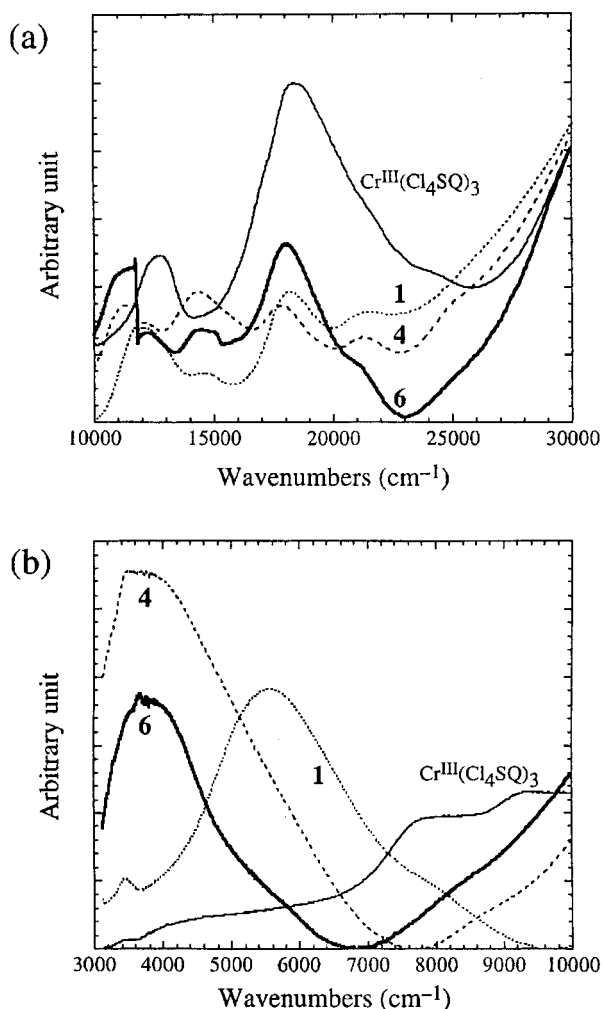 (a)
Arbitrary unit
Cr^III(Cl₄SQ)₃
1
4
6
10000 15000 20000 25000 30000
Wavenumbers (cm⁻¹)
(b)
Arbitrary unit
4
6
1
Cr^III(Cl₄SQ)₃
3000 4000 5000 6000 7000 8000 9000 10000
Wavenumbers (cm⁻¹)